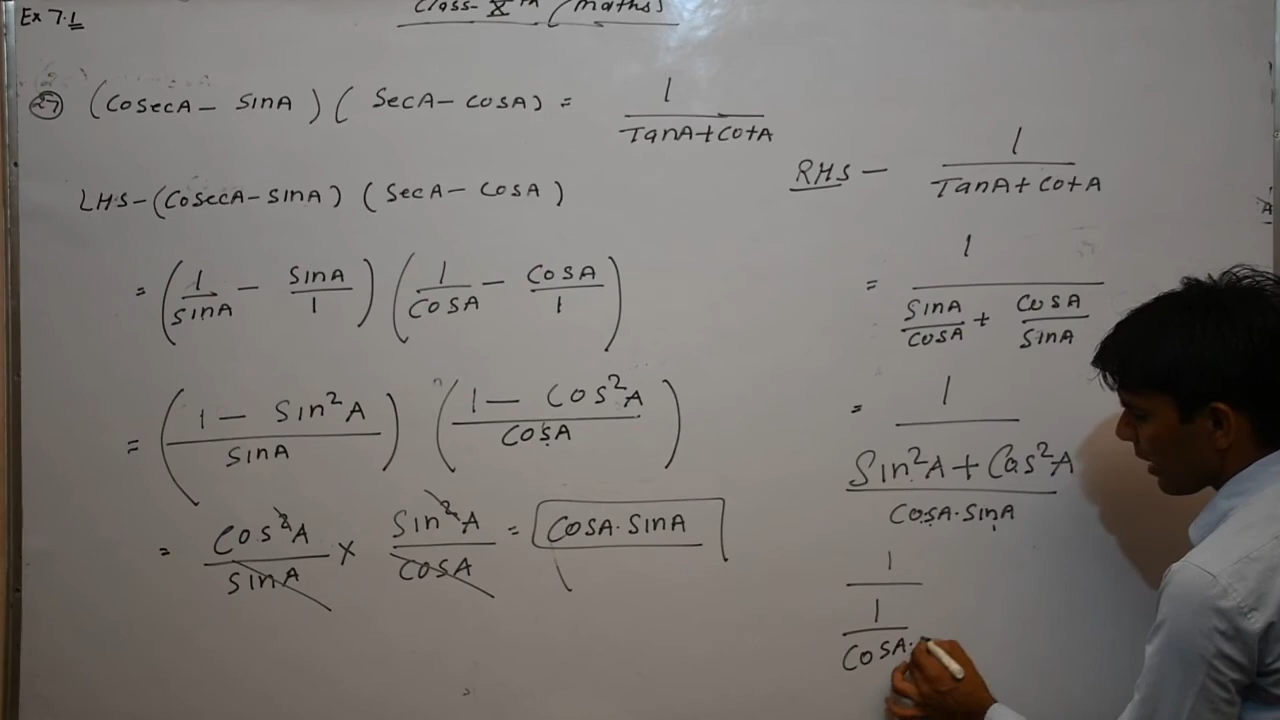 Ex 7.1
Class- Xth (Maths)
(27) (CosecA - SinA)(SecA - CosA) = 1/(TanA + CotA)
LHS - (CosecA - SinA)(SecA - CosA)
= (1/SinA - SinA/1)(1/CosA - CosA/1)
= ((1 - Sin²A)/SinA)((1 - Cos²A)/CosA)
= Cos²A/SinA × Sin²A/CosA = CosA.SinA
RHS - 1/(TanA + CotA)
= 1/(SinA/CosA + CosA/SinA)
= 1/((Sin²A + Cos²A)/(CosA.SinA))
1/(1/CosA.
A